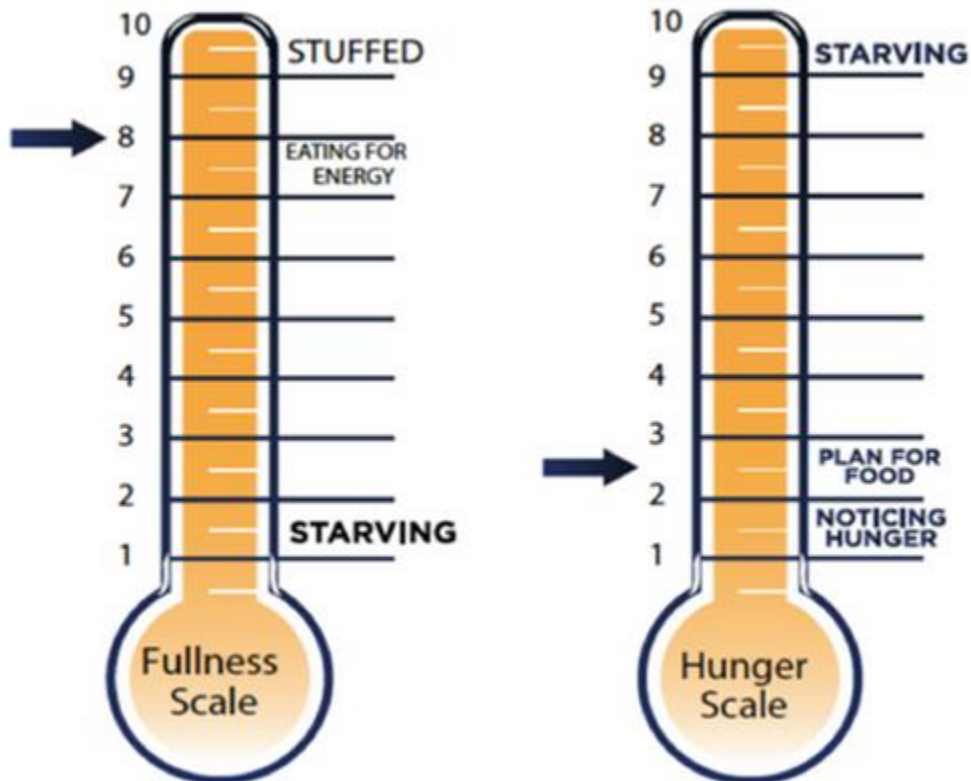 10
STUFFED
9
8
EATING FOR
ENERGY
7
6
5
4
3
2
STARVING
1
Fullness
Scale
10
STARVING
9
8
7
6
5
4
3
PLAN FOR
FOOD
2
NOTICING
HUNGER
1
Hunger
Scale